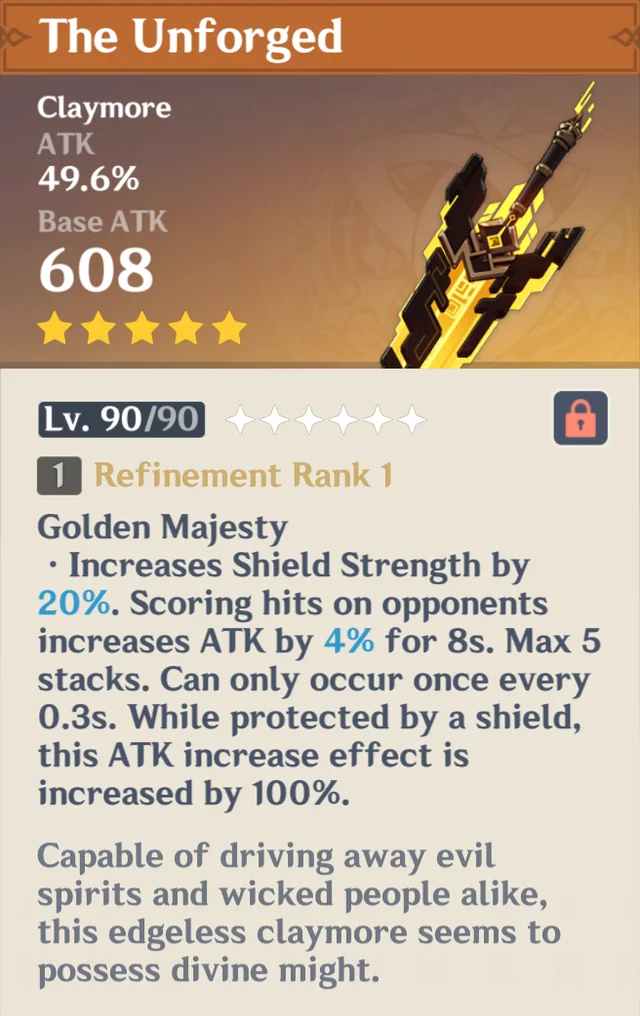 The Unforged
Claymore
ATK
49.6%
Base ATK
608
Lv. 90/90
1 Refinement Rank 1
Golden Majesty
· Increases Shield Strength by
20%. Scoring hits on opponents
increases ATK by 4% for 8s. Max 5
stacks. Can only occur once every
0.3s. While protected by a shield,
this ATK increase effect is
increased by 100%.
Capable of driving away evil
spirits and wicked people alike,
this edgeless claymore seems to
possess divine might.